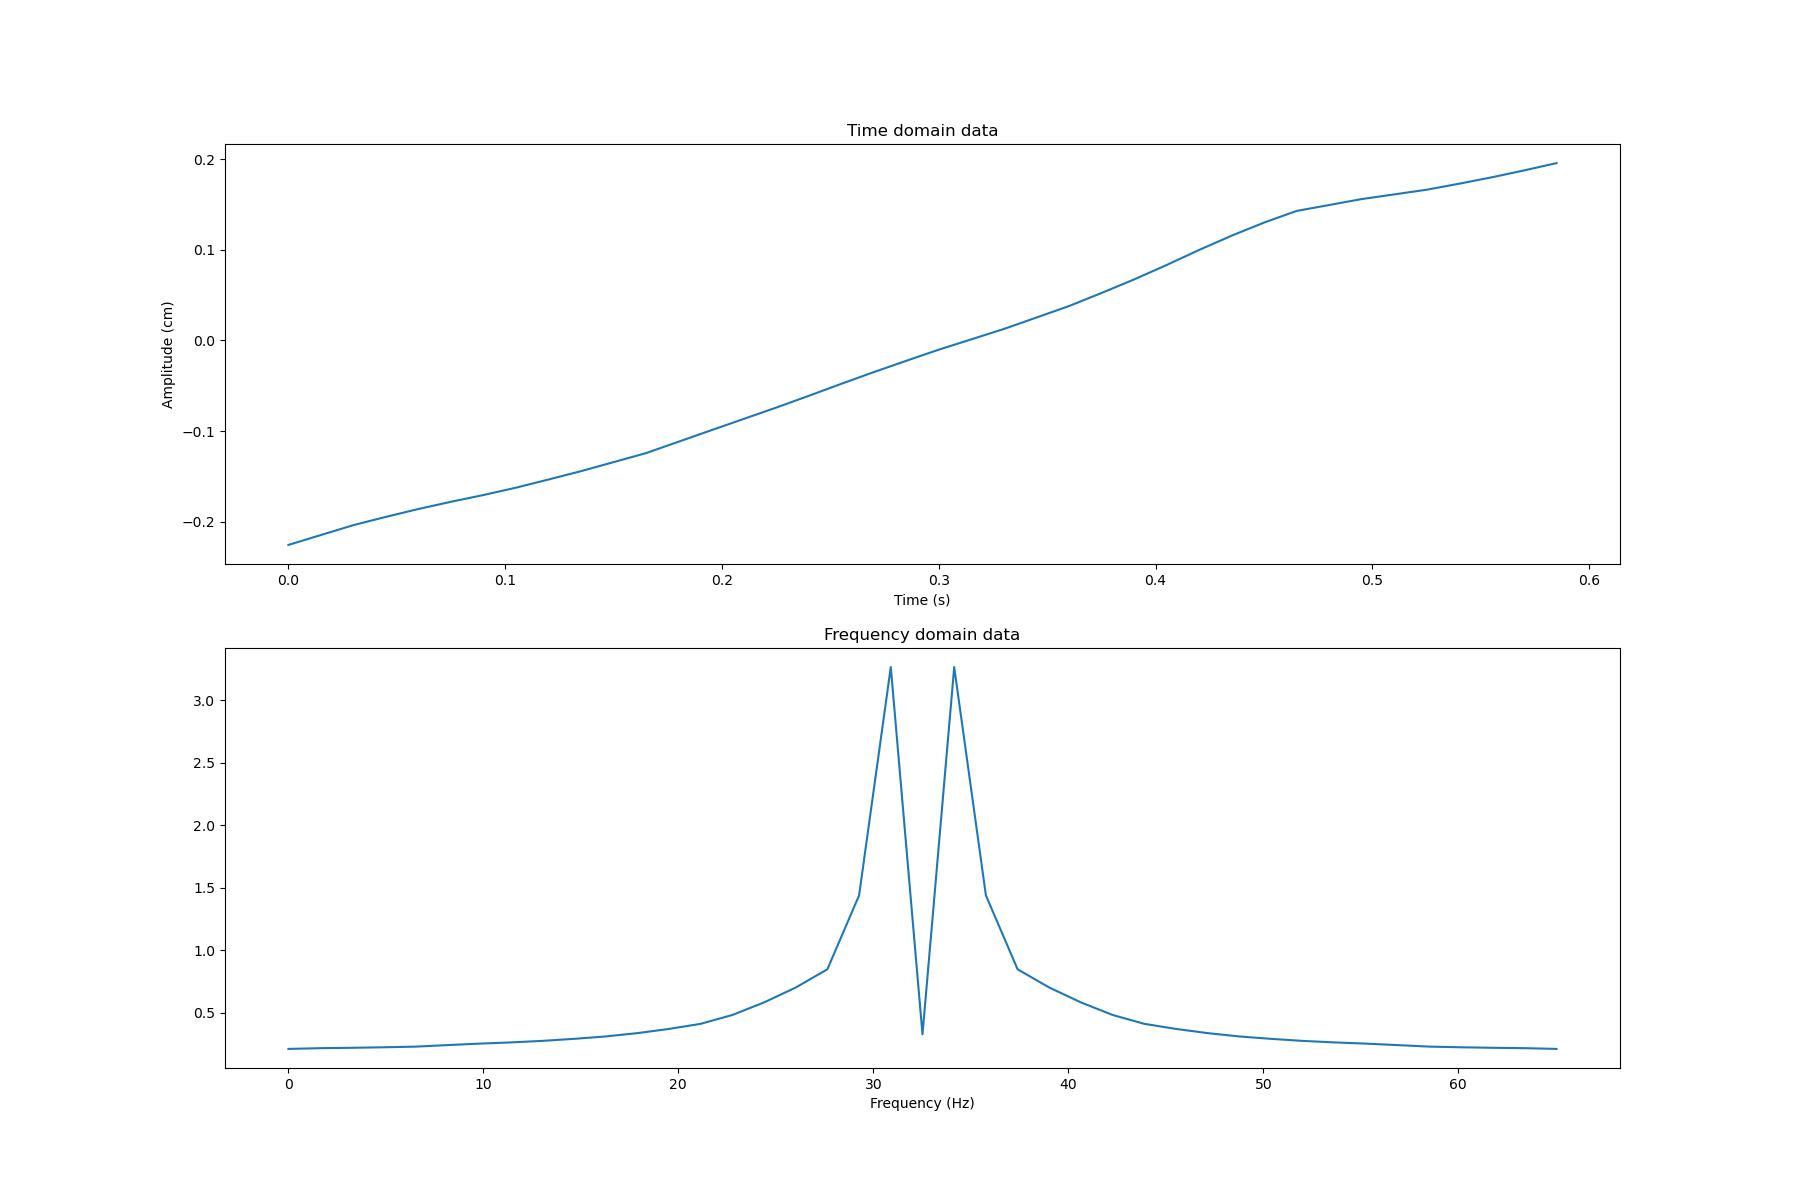 Time domain data
Amplitude (cm)
0.2
0.1
0.0
−0.1
−0.2
0.0 0.1 0.2 0.3 0.4 0.5 0.6
Time (s)
Frequency domain data
3.0
2.5
2.0
1.5
1.0
0.5
0 10 20 30 40 50 60
Frequency (Hz)